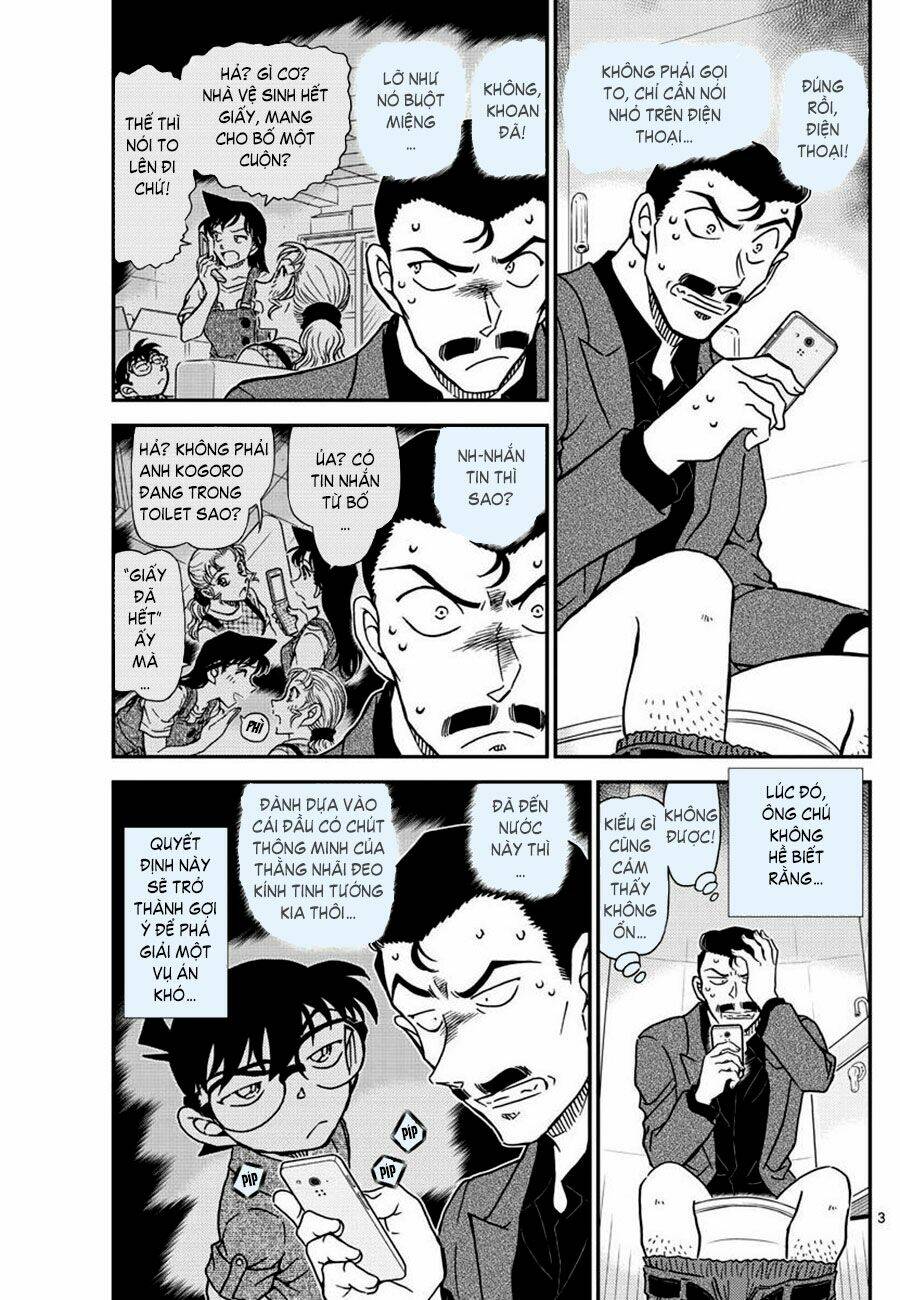 ĐÚNG
RỒI,
ĐIỆN
THOẠI!
KHÔNG PHẢI GỌI
TO, CHỈ CẦN NÓI
NHỎ TRÊN ĐIỆN
THOẠI...
KHÔNG,
KHOAN
ĐÃ!
LỠ NHƯ
NÓ BUỘT
MIỆNG
...
HẢ? GÌ CƠ?
NHÀ VỆ SINH HẾT
GIẤY, MANG
CHO BỐ MỘT
CUỘN?
THẾ THÌ
NÓI TO
LÊN ĐI
CHỨ!
NH-NHẮN
TIN THÌ
SAO?
ỦA? CÓ
TIN NHẮN
TỪ BỐ
...
HẢ? KHÔNG PHẢI
ANH KOGORO
ĐANG TRONG
TOILET SAO?
"GIẤY
ĐÃ
HẾT"
ẤY
MÀ
...
PHÌ
LÚC ĐÓ,
ÔNG CHÚ
KHÔNG
HỀ BIẾT
RẰNG...
KHÔNG
ĐƯỢC!
KIỂU GÌ
CŨNG
CẢM
THẤY
KHÔNG
ỔN...
ĐÃ ĐẾN
NƯỚC
NÀY THÌ
...
ĐÀNH DỰA VÀO
CÁI ĐẦU CÓ CHÚT
THÔNG MINH CỦA
THẰNG NHÃI ĐEO
KÍNH TINH TƯỚNG
KIA THÔI...
QUYẾT
ĐỊNH NÀY
SẼ TRỞ
THÀNH GỢI
Ý ĐỂ PHÁ
GIẢI MỘT
VỤ ÁN
KHÓ...
PÍP
PÍP
PÍP
3